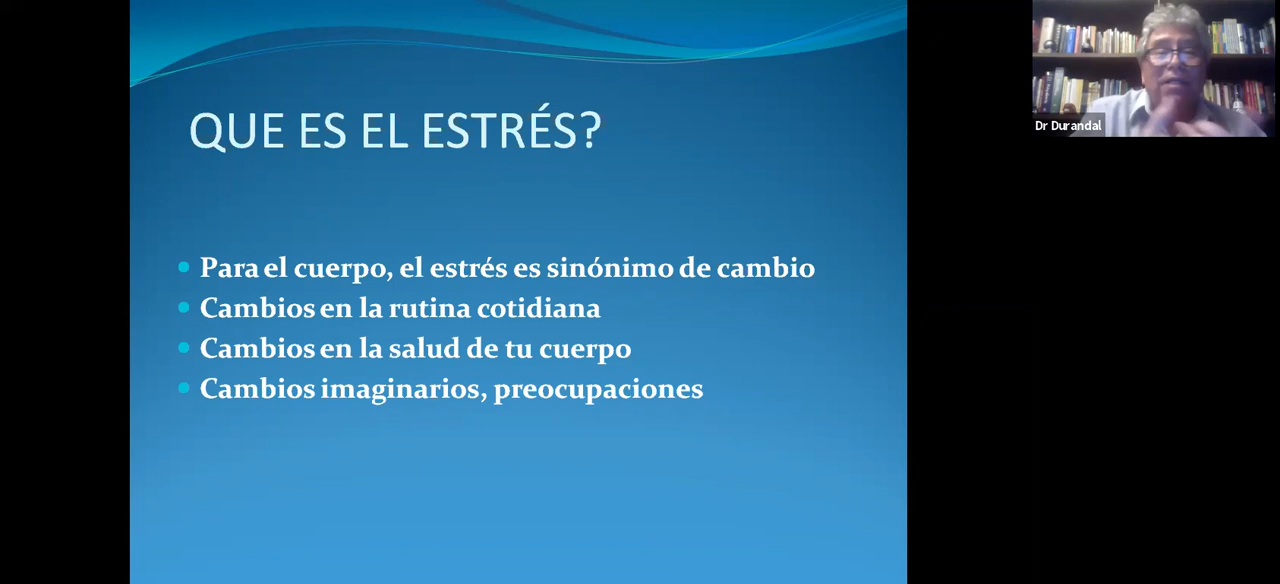 QUE ES EL ESTRÉS?
Para el cuerpo, el estrés es sinónimo de cambio
Cambios en la rutina cotidiana
Cambios en la salud de tu cuerpo
Cambios imaginarios, preocupaciones
Dr Durandal